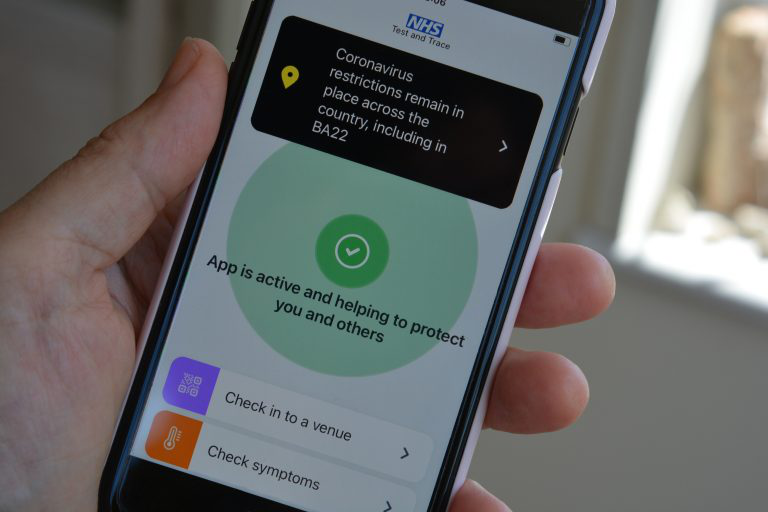 NHS
Test and Trace
Coronavirus
restrictions remain in
place across the
country, including in
BA22
App is active and helping to protect
you and others
Check in to a venue
Check symptoms